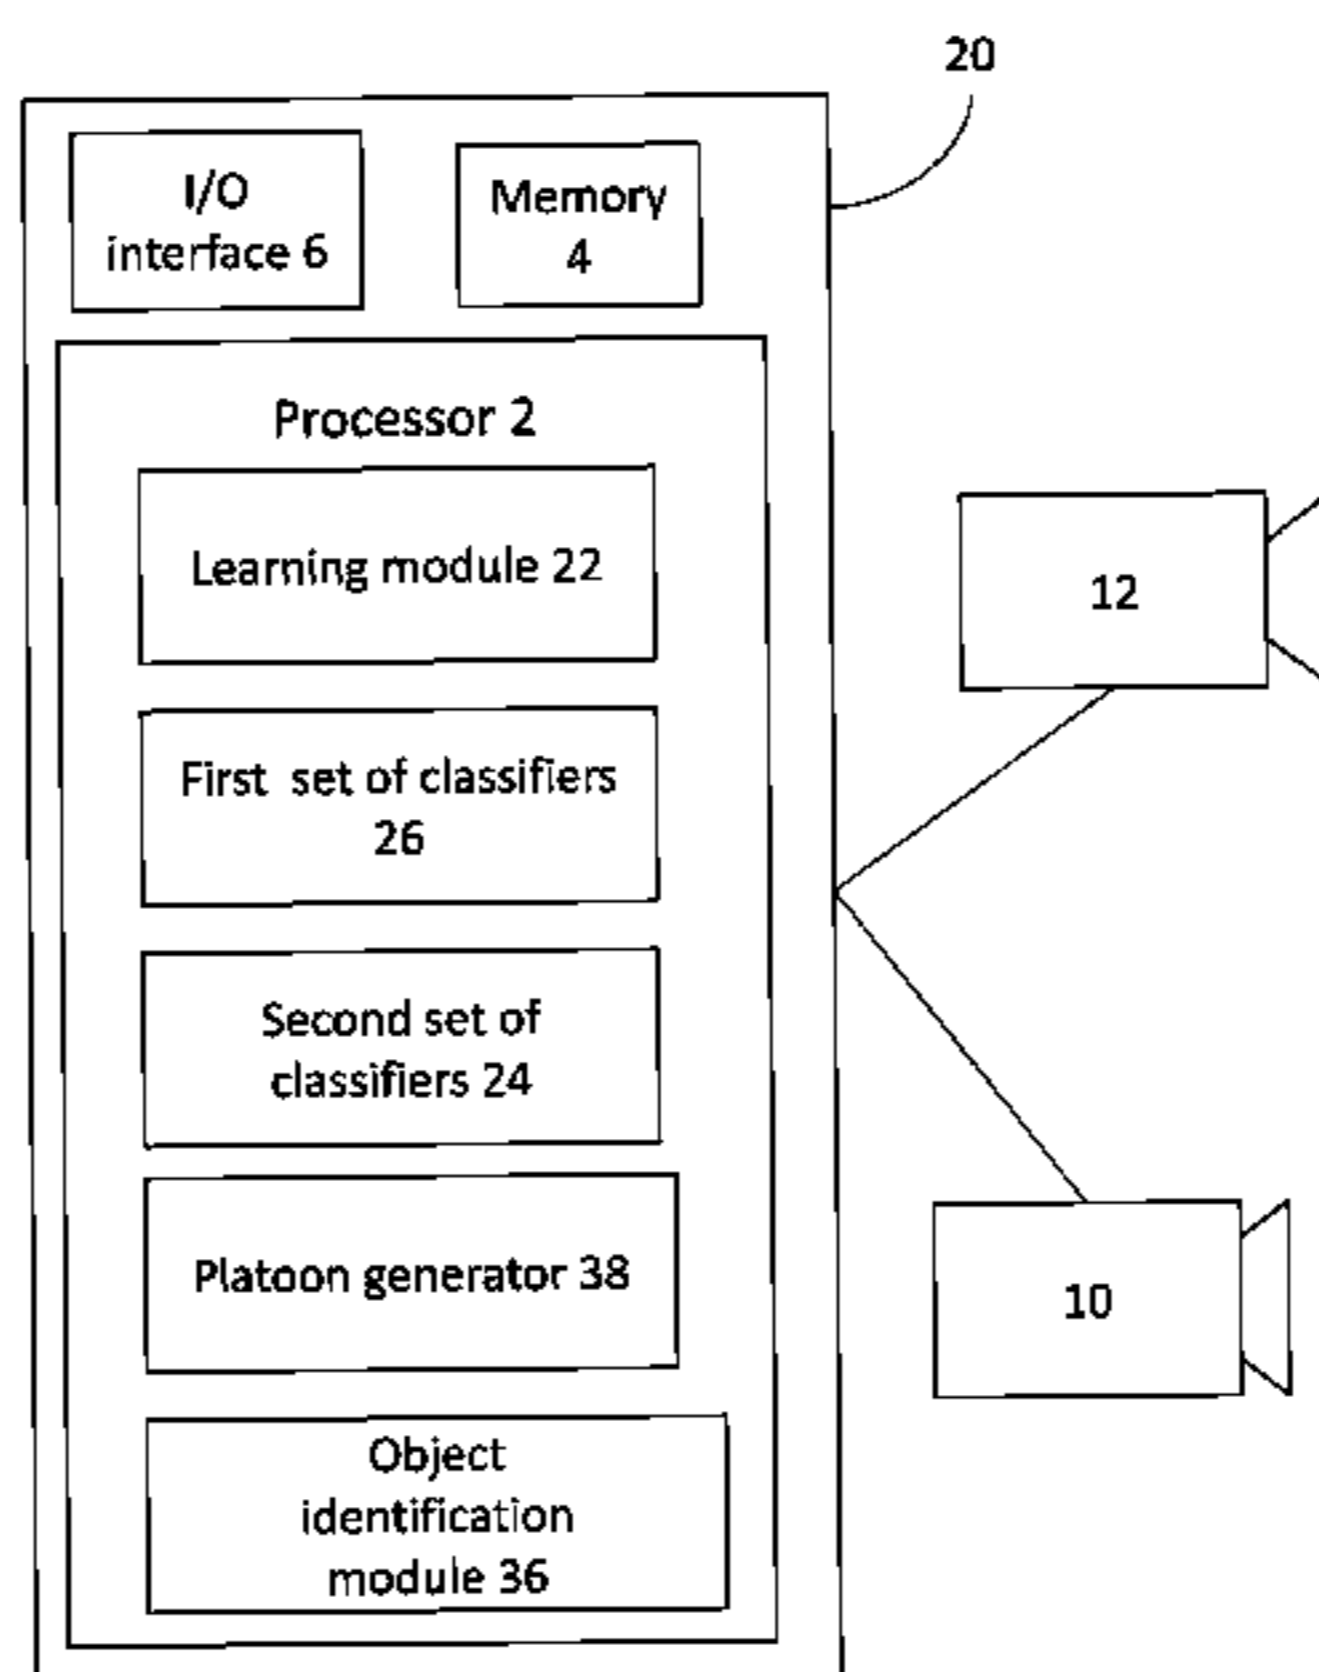 20
I/O
interface 6
Memory
4
Processor 2
Learning module 22
First set of classifiers
26
Second set of
classifiers 24
Platoon generator 38
Object
identification
module 36
12
10